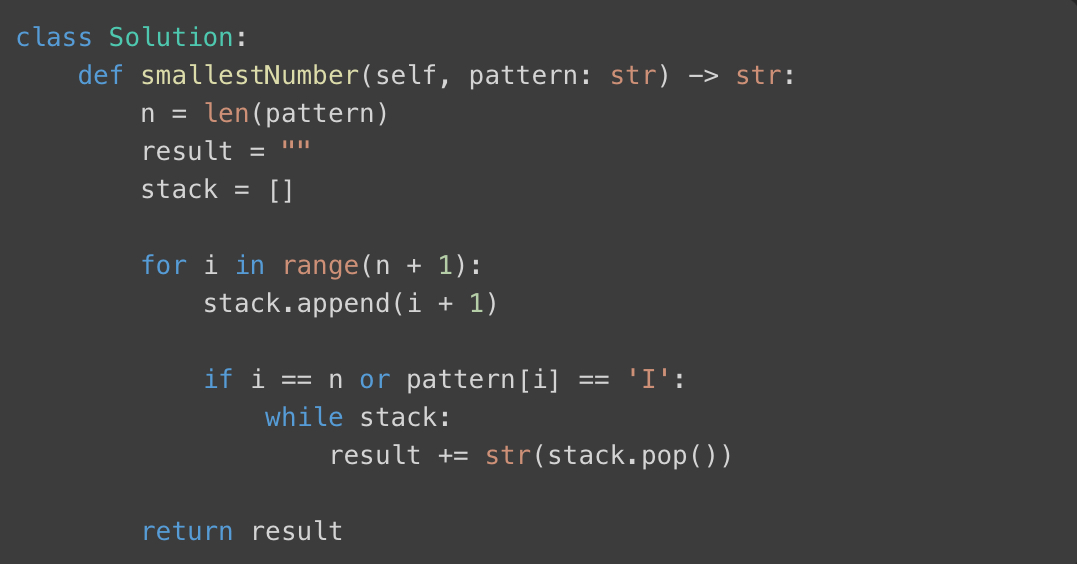 class Solution:
    def smallestNumber(self, pattern: str) -> str:
        n = len(pattern)
        result = ""
        stack = []

        for i in range(n + 1):
            stack.append(i + 1)

            if i == n or pattern[i] == 'I':
                while stack:
                    result += str(stack.pop())

        return result